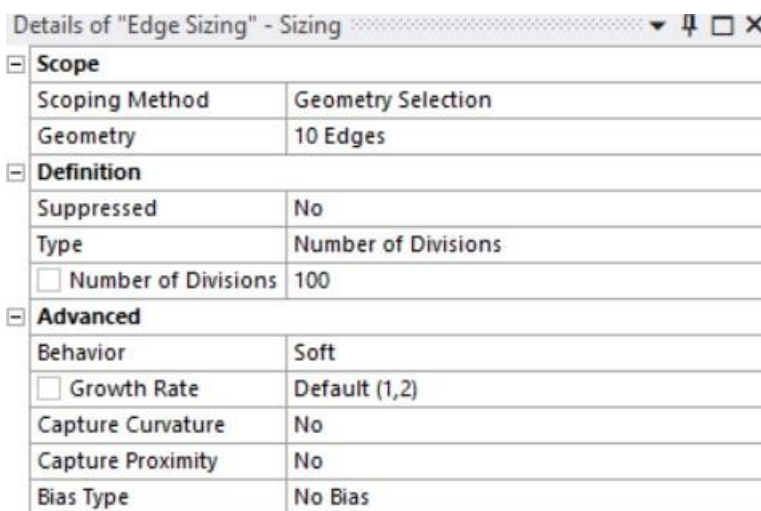 Details of "Edge Sizing" - Sizing
Scope
Scoping Method Geometry Selection
Geometry 10 Edges
Definition
Suppressed No
Type Number of Divisions
Number of Divisions 100
Advanced
Behavior Soft
Growth Rate Default (1,2)
Capture Curvature No
Capture Proximity No
Bias Type No Bias